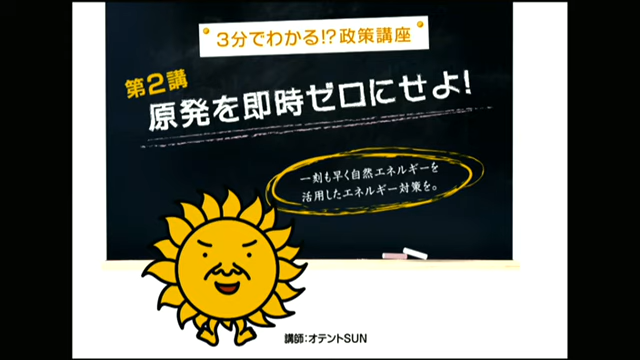 3分でわかる!?政策講座
第2講
原発を即時ゼロにせよ!
一刻も早く自然エネルギーを
活用したエネルギー対策を。
講師:オテントSUN